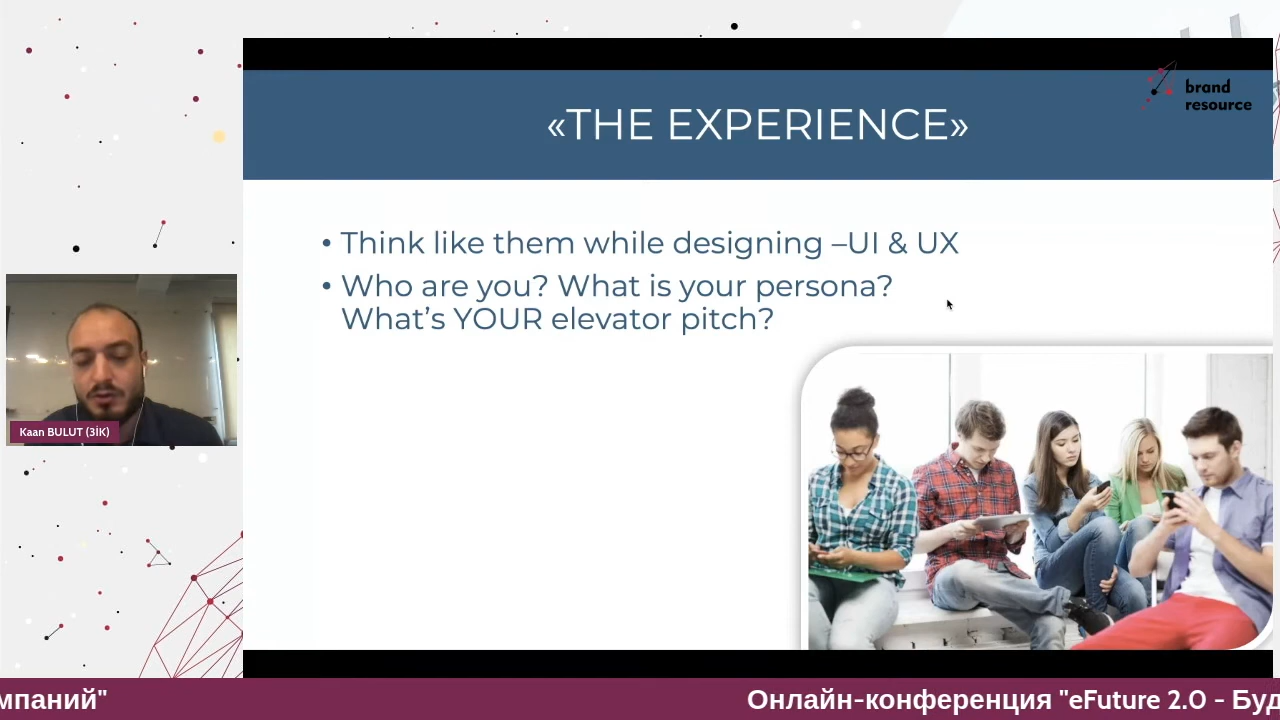 brand
resource
«THE EXPERIENCE»
• Think like them while designing –UI & UX
• Who are you? What is your persona?
What’s YOUR elevator pitch?
Kaan BULUT (3İK)
мпаний" Онлайн-конференция "eFuture 2.0 - Буд